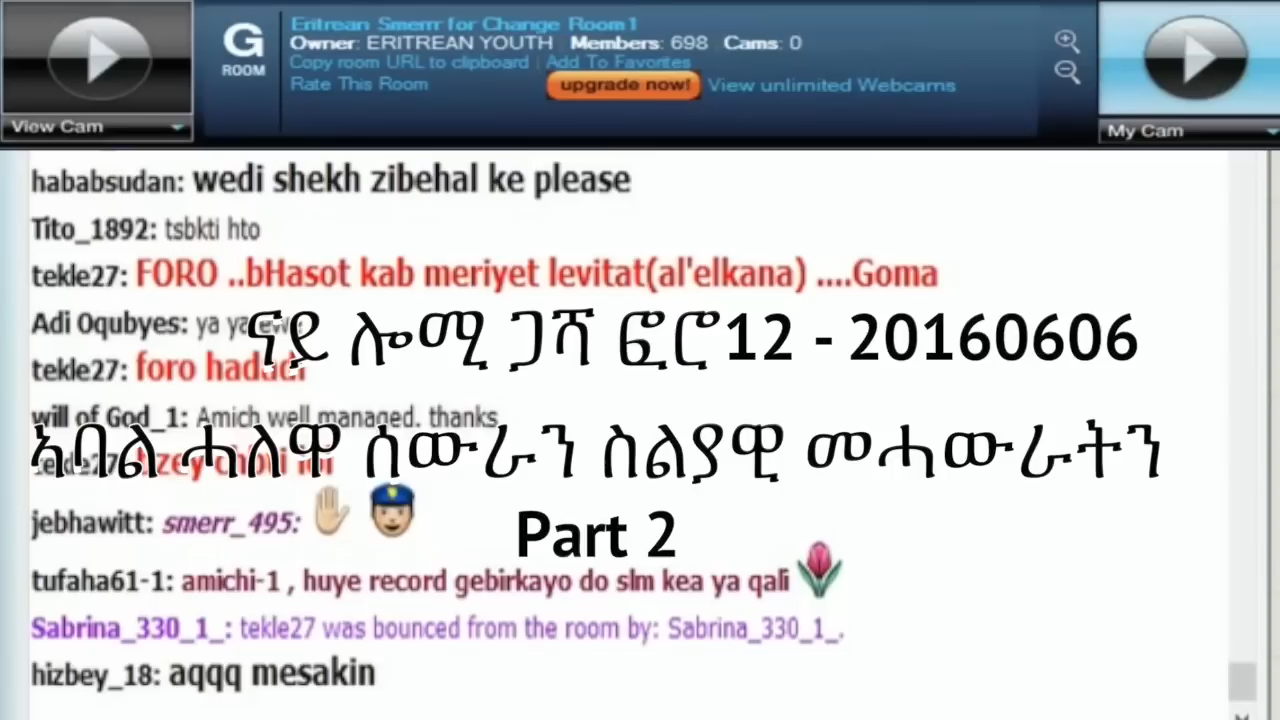 Eritrean Smerrr for Change Room1
G
ROOM
Owner: ERITREAN YOUTH Members: 698 Cams: 0
Copy room URL to clipboard | Add To Favorites
Rate This Room
upgrade now! View unlimited Webcams
View Cam
My Cam
hababsudan: wedi shekh zibehal ke please
Tito_1892: tsbkti hto
tekle27: FORO ..bHasot kab meriyet levitat(al'elkana) ....Goma
Adi Oqubyes: ya ya
ናይ ሎሚ ጋሻ ፎሮ12 - 20160606
tekle27: foro hadadi
will of God_1: Amich well managed. thanks
ኣባል ሓለዋ ሰውራን ስልያዊ መሓውራትን
tekle27:
jebhawitt: smerr_495:
Part 2
tufaha61-1: amichi-1 , huye record gebirkayo do slm kea ya qali
Sabrina_330_1_: tekle27 was bounced from the room by: Sabrina_330_1_.
hizbey_18: aqqq mesakin